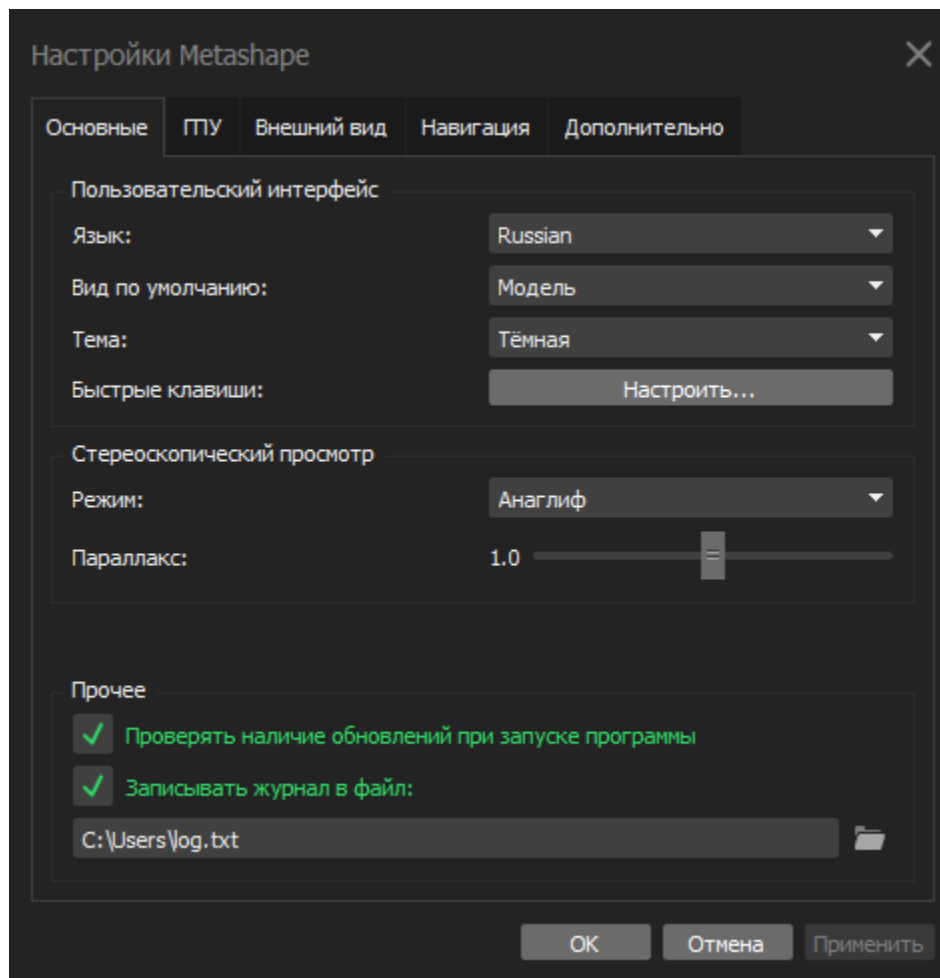 Настройки Metashape
Основные ГПУ Внешний вид Навигация Дополнительно
Пользовательский интерфейс
Язык: Russian
Вид по умолчанию: Модель
Тема: Тёмная
Быстрые клавиши: Настроить...
Стереоскопический просмотр
Режим: Анаглиф
Параллакс: 1.0
Прочее
Проверять наличие обновлений при запуске программы
Записывать журнал в файл:
C:\Users\log.txt
OK Отмена Применить